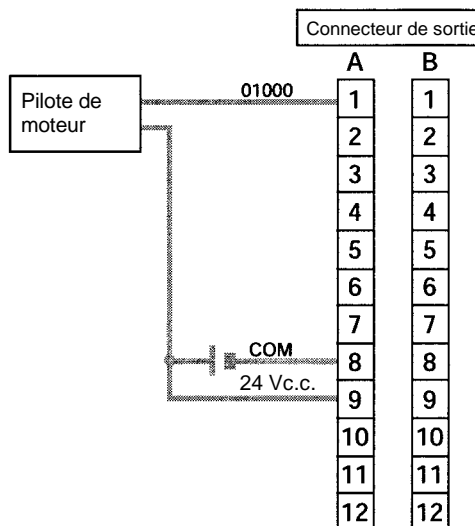 Connecteur de sortie
A B
Pilote de
moteur
01000
1 1
2 2
3 3
4 4
5 5
6 6
7 7
COM
8 8
24 Vc.c.
9 9
10 10
11 11
12 12